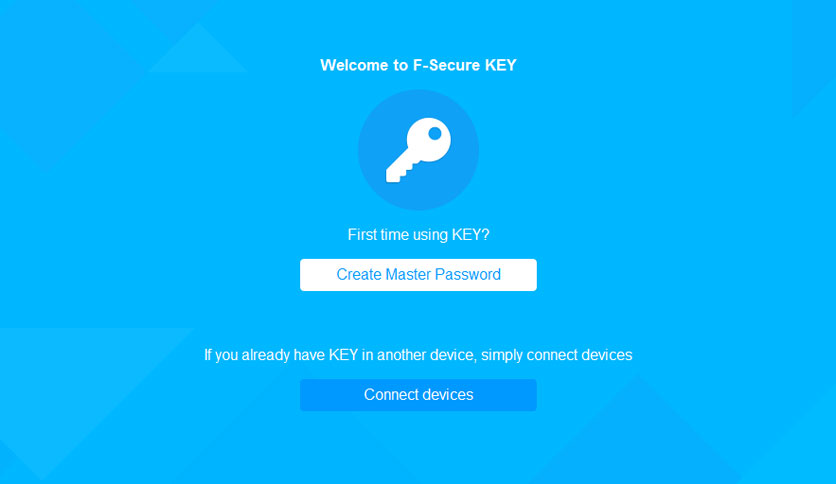 Welcome to F-Secure KEY
First time using KEY?
Create Master Password
If you already have KEY in another device, simply connect devices
Connect devices